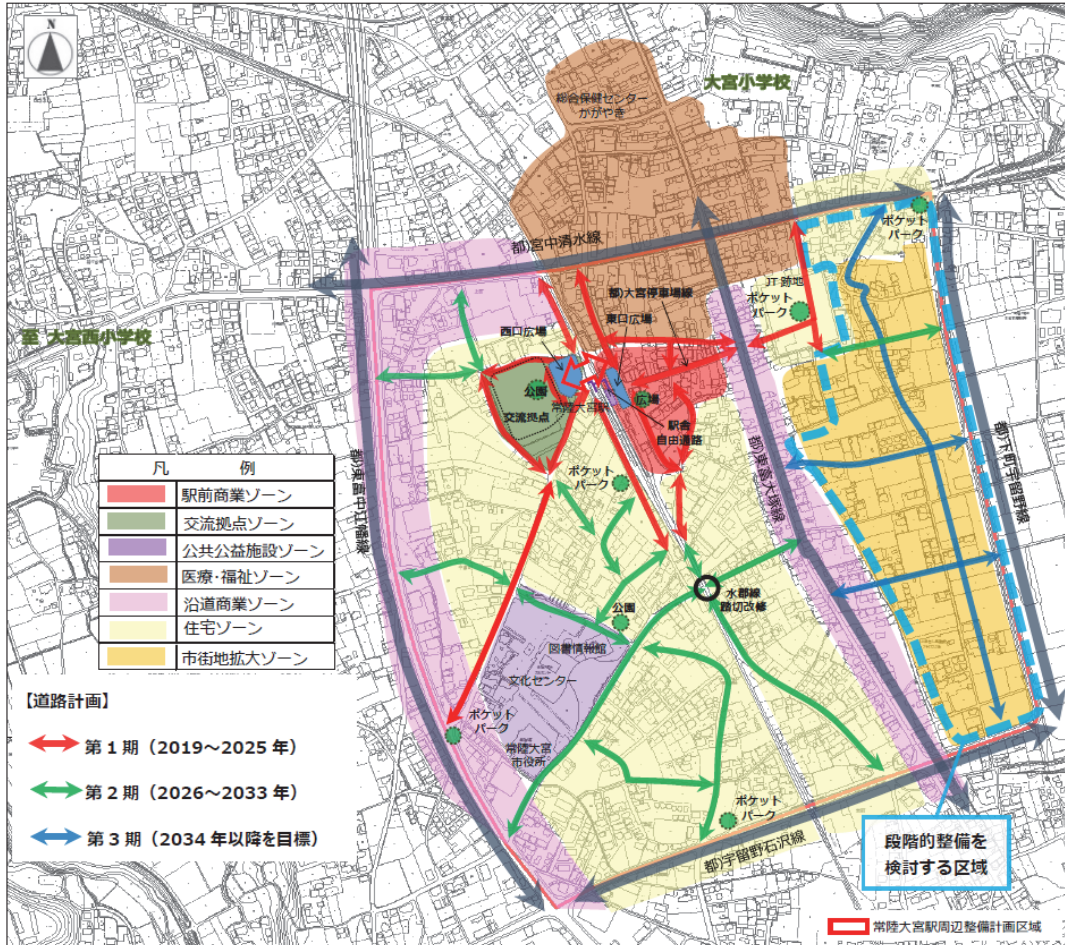 N
大宮小学校
総合保健センター
かがやき
ポケット
パーク
都)宮中清水線
JT 跡地
都)大宮停車場線
ポケット
パーク
西口広場
東口広場
至 大宮西小学校
公園
常陸大宮駅
広場
交流拠点
駅舎
自由通路
都)東富中江幡線
都)東富大塚線
都)下町宇留野線
ポケット
パーク
凡 例
駅前商業ゾーン
交流拠点ゾーン
公共公益施設ゾーン
医療・福祉ゾーン
沿道商業ゾーン
住宅ゾーン
市街地拡大ゾーン
水郡線
踏切改修
公園
図書情報館
文化センター
【道路計画】
ポケット
パーク
第1期(2019~2025年)
常陸大宮
市役所
第2期(2026~2033年)
ポケット
パーク
第3期(2034年以降を目標)
都)宇留野石沢線
段階的整備を
検討する区域
常陸大宮駅周辺整備計画区域